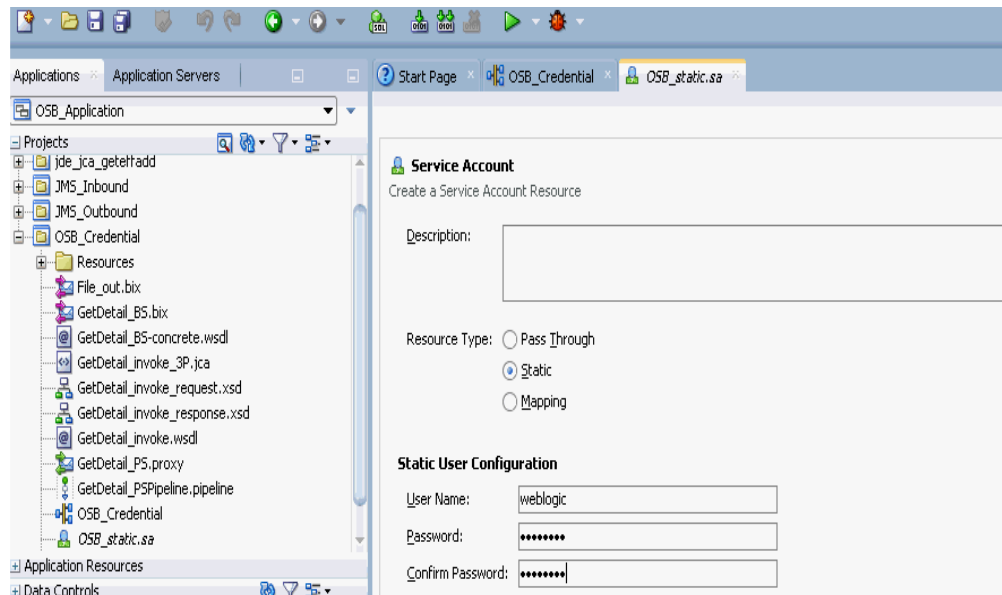 Applications
Application Servers
Start Page
OSB_Credential
OSB_static.sa
OSB_Application
Projects
jde_jca_geteffadd
JMS_Inbound
JMS_Outbound
OSB_Credential
Resources
File_out.bix
GetDetail_BS.bix
GetDetail_BS-concrete.wsdl
GetDetail_invoke_3P.jca
GetDetail_invoke_request.xsd
GetDetail_invoke_response.xsd
GetDetail_invoke.wsdl
GetDetail_PS.proxy
GetDetail_PSPipeline.pipeline
OSB_Credential
OSB_static.sa
Application Resources
Data Controls
Service Account
Create a Service Account Resource
Description:
Resource Type:
Pass Through
Static
Mapping
Static User Configuration
User Name: weblogic
Password: ••••••••
Confirm Password: ••••••••